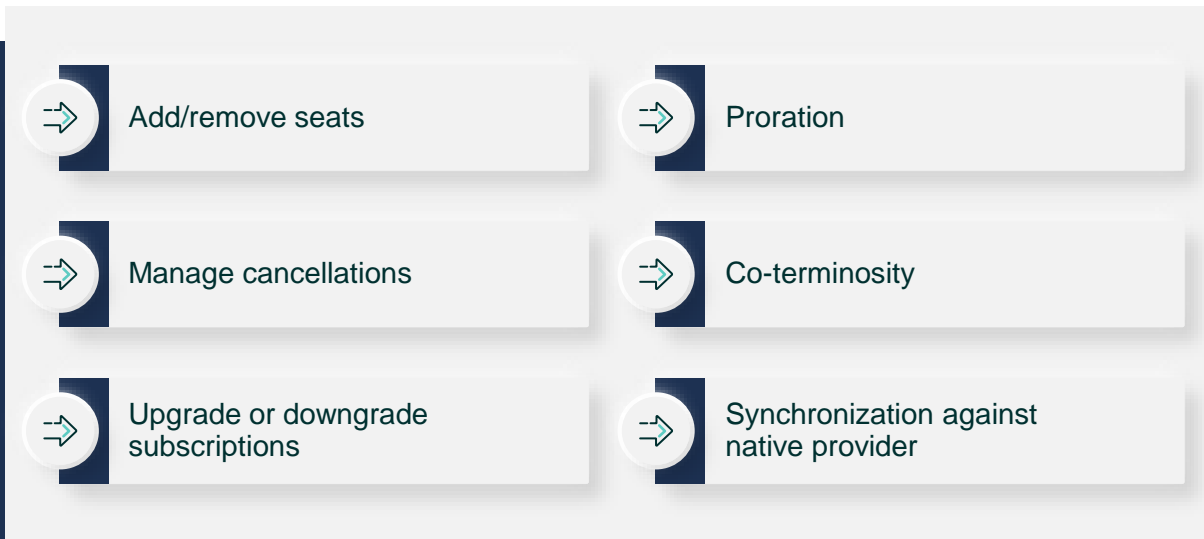 Add/remove seats
Proration
Manage cancellations
Co-terminosity
Upgrade or downgrade
subscriptions
Synchronization against
native provider